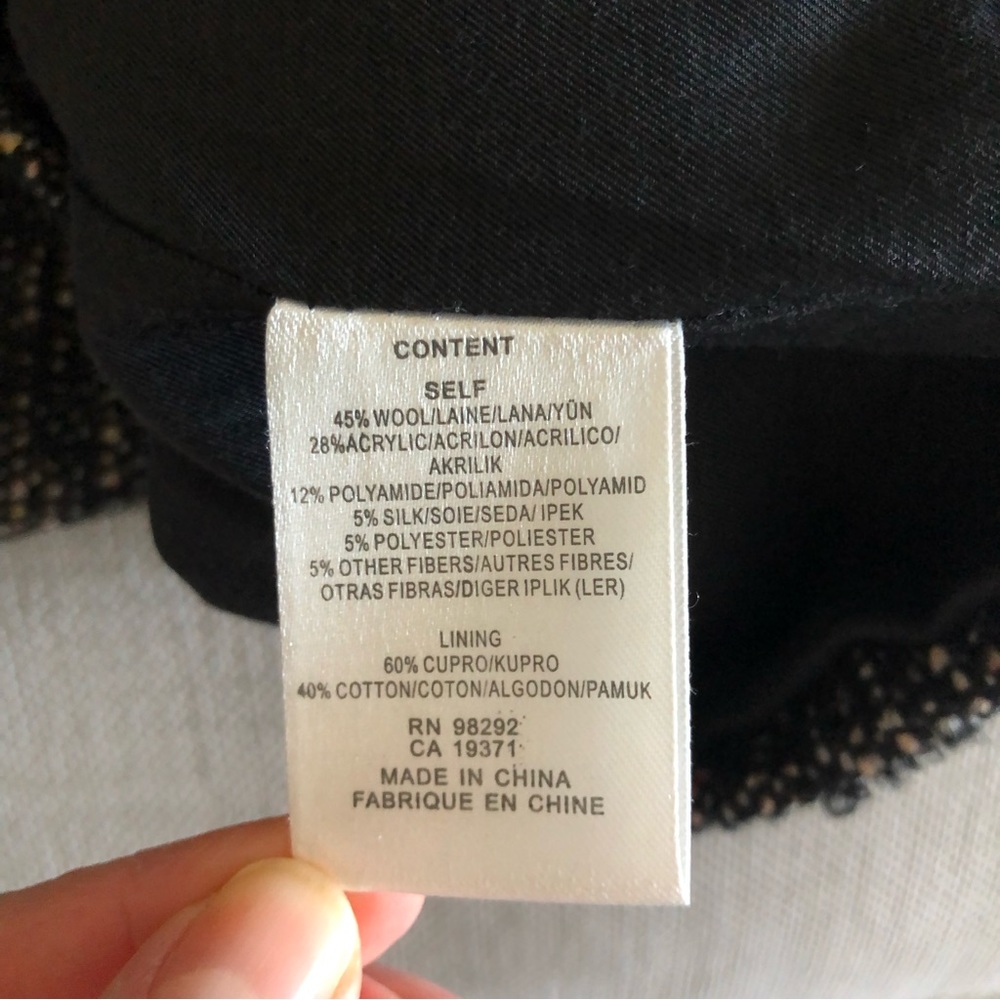 CONTENT
SELF
45% WOOL/LAINE/LANA/YÜN
28%ACRYLIC/ACRILON/ACRILICO/
AKRILIK
12% POLYAMIDE/POLIAMIDA/POLYAMID
5% SILK/SOIE/SEDA/ IPEK
5% POLYESTER/POLIESTER
5% OTHER FIBERS/AUTRES FIBRES/
OTRAS FIBRAS/DIGER IPLIK (LER)
LINING
60% CUPRO/KUPRO
40% COTTON/COTON/ALGODON/PAMUK
RN 98292
CA 19371
MADE IN CHINA
FABRIQUE EN CHINE